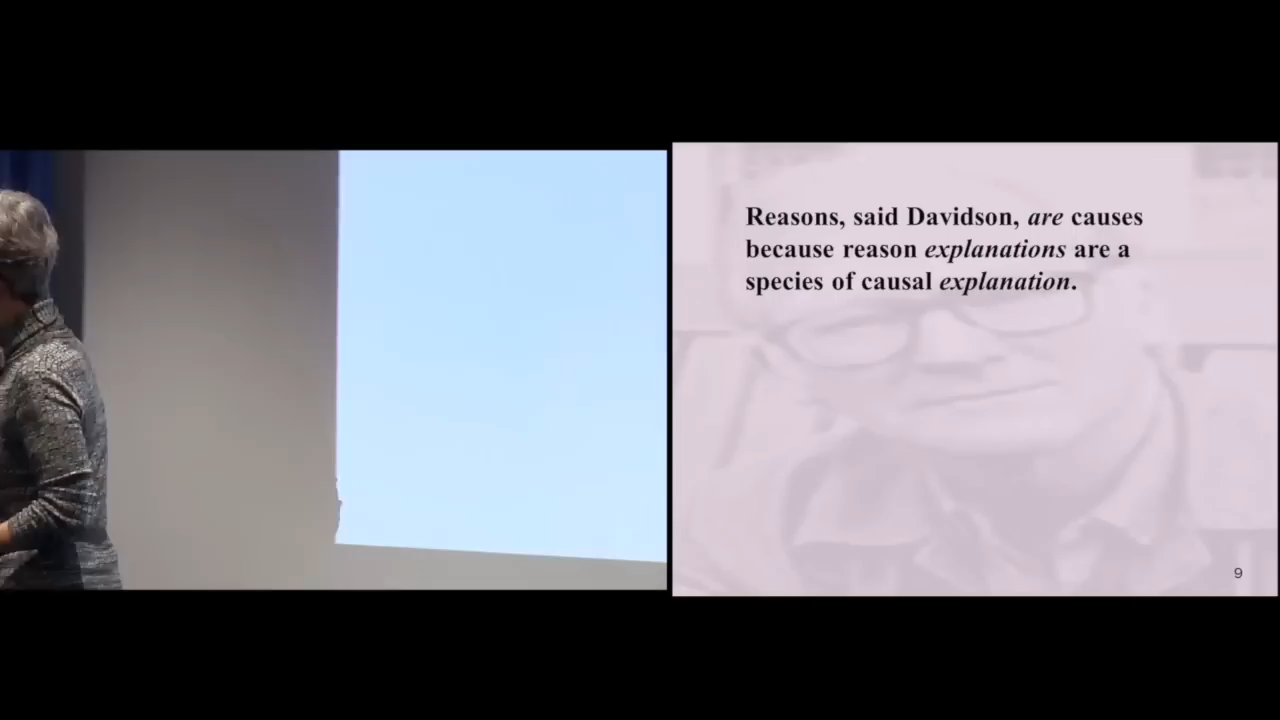 Reasons, said Davidson, are causes
because reason explanations are a
species of causal explanation.
9